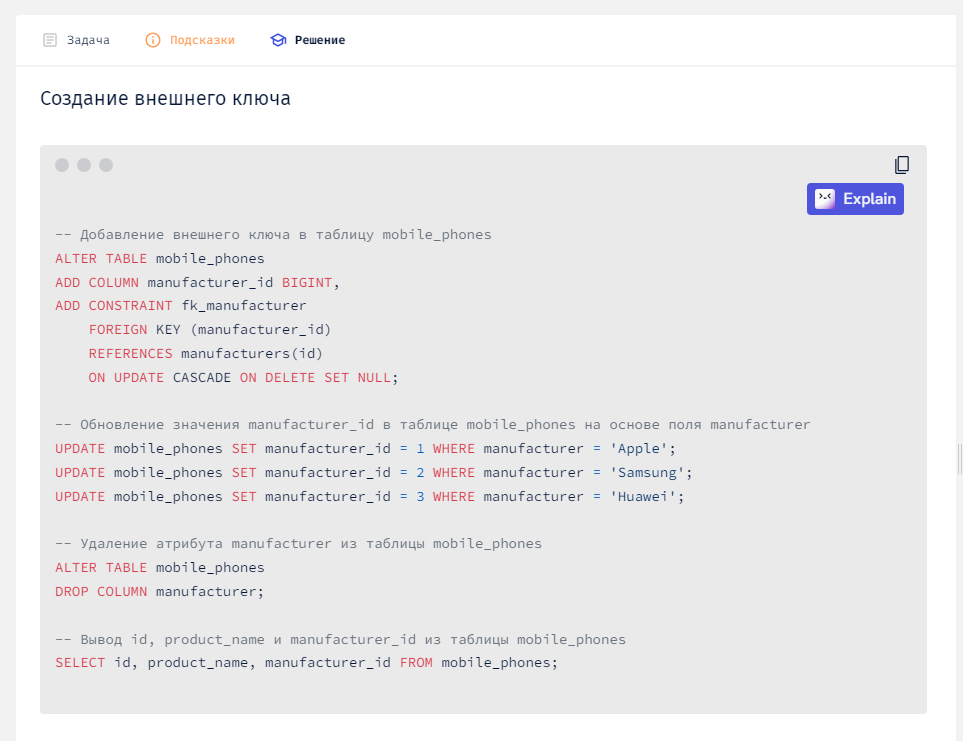 Задача Подсказки Решение
Создание внешнего ключа
Explain
-- Добавление внешнего ключа в таблицу mobile_phones
ALTER TABLE mobile_phones
ADD COLUMN manufacturer_id BIGINT,
ADD CONSTRAINT fk_manufacturer
    FOREIGN KEY (manufacturer_id)
    REFERENCES manufacturers(id)
    ON UPDATE CASCADE ON DELETE SET NULL;
-- Обновление значения manufacturer_id в таблице mobile_phones на основе поля manufacturer
UPDATE mobile_phones SET manufacturer_id = 1 WHERE manufacturer = 'Apple';
UPDATE mobile_phones SET manufacturer_id = 2 WHERE manufacturer = 'Samsung';
UPDATE mobile_phones SET manufacturer_id = 3 WHERE manufacturer = 'Huawei';
-- Удаление атрибута manufacturer из таблицы mobile_phones
ALTER TABLE mobile_phones
DROP COLUMN manufacturer;
-- Вывод id, product_name и manufacturer_id из таблицы mobile_phones
SELECT id, product_name, manufacturer_id FROM mobile_phones;